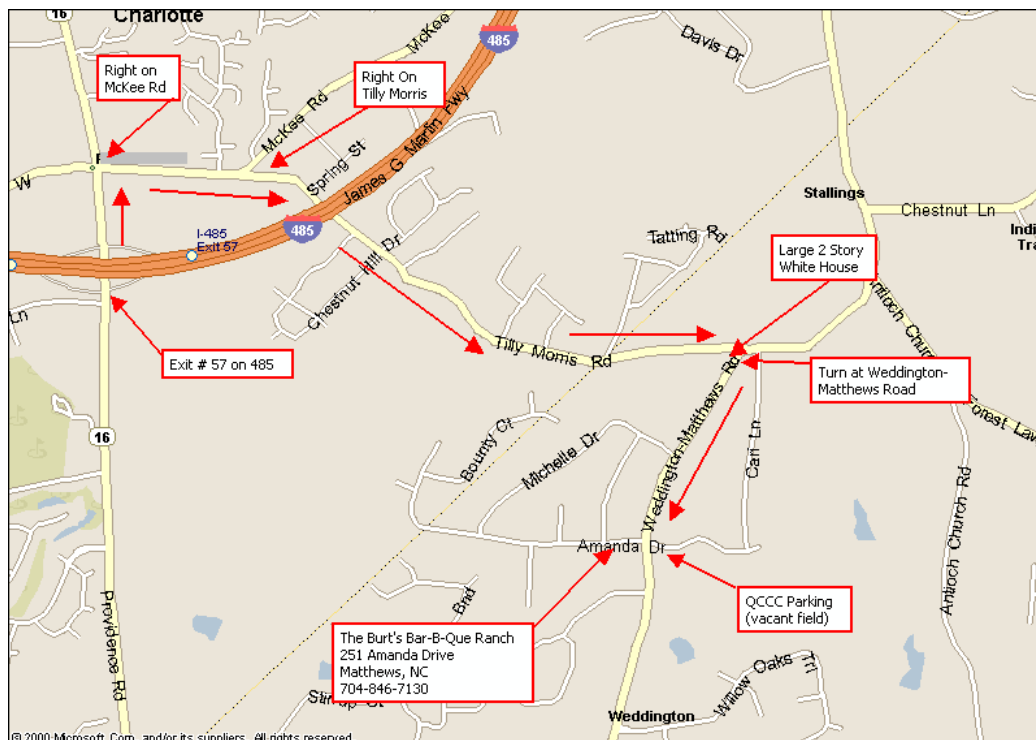 16
Charlotte
McKee
485
Davis Dr
Right on
McKee Rd
Right On
Tilly Morris
McKee Rd
James G Martin Fwy
Spring St
W
Stallings
Chestnut Ln
I-485
Exit 57
485
Tatting Rd
Large 2 Story
White House
Chestnut Hill Dr
Ln
Exit # 57 on 485
Tilly Morris Rd
Turn at Weddington-
Matthews Road
Antioch Church
Forest Law
16
Bounty Ct
Michelle Dr
Weddington-Matthews Rd
Amanda Dr
Antioch Church Rd
QCCC Parking
(vacant field)
Providence Rd
The Burt's Bar-B-Que Ranch
251 Amanda Drive
Matthews, NC
704-846-7130
Willow Oaks Trl
Weddington
© 2000 Microsoft Corp. and/or its suppliers. All rights reserved.